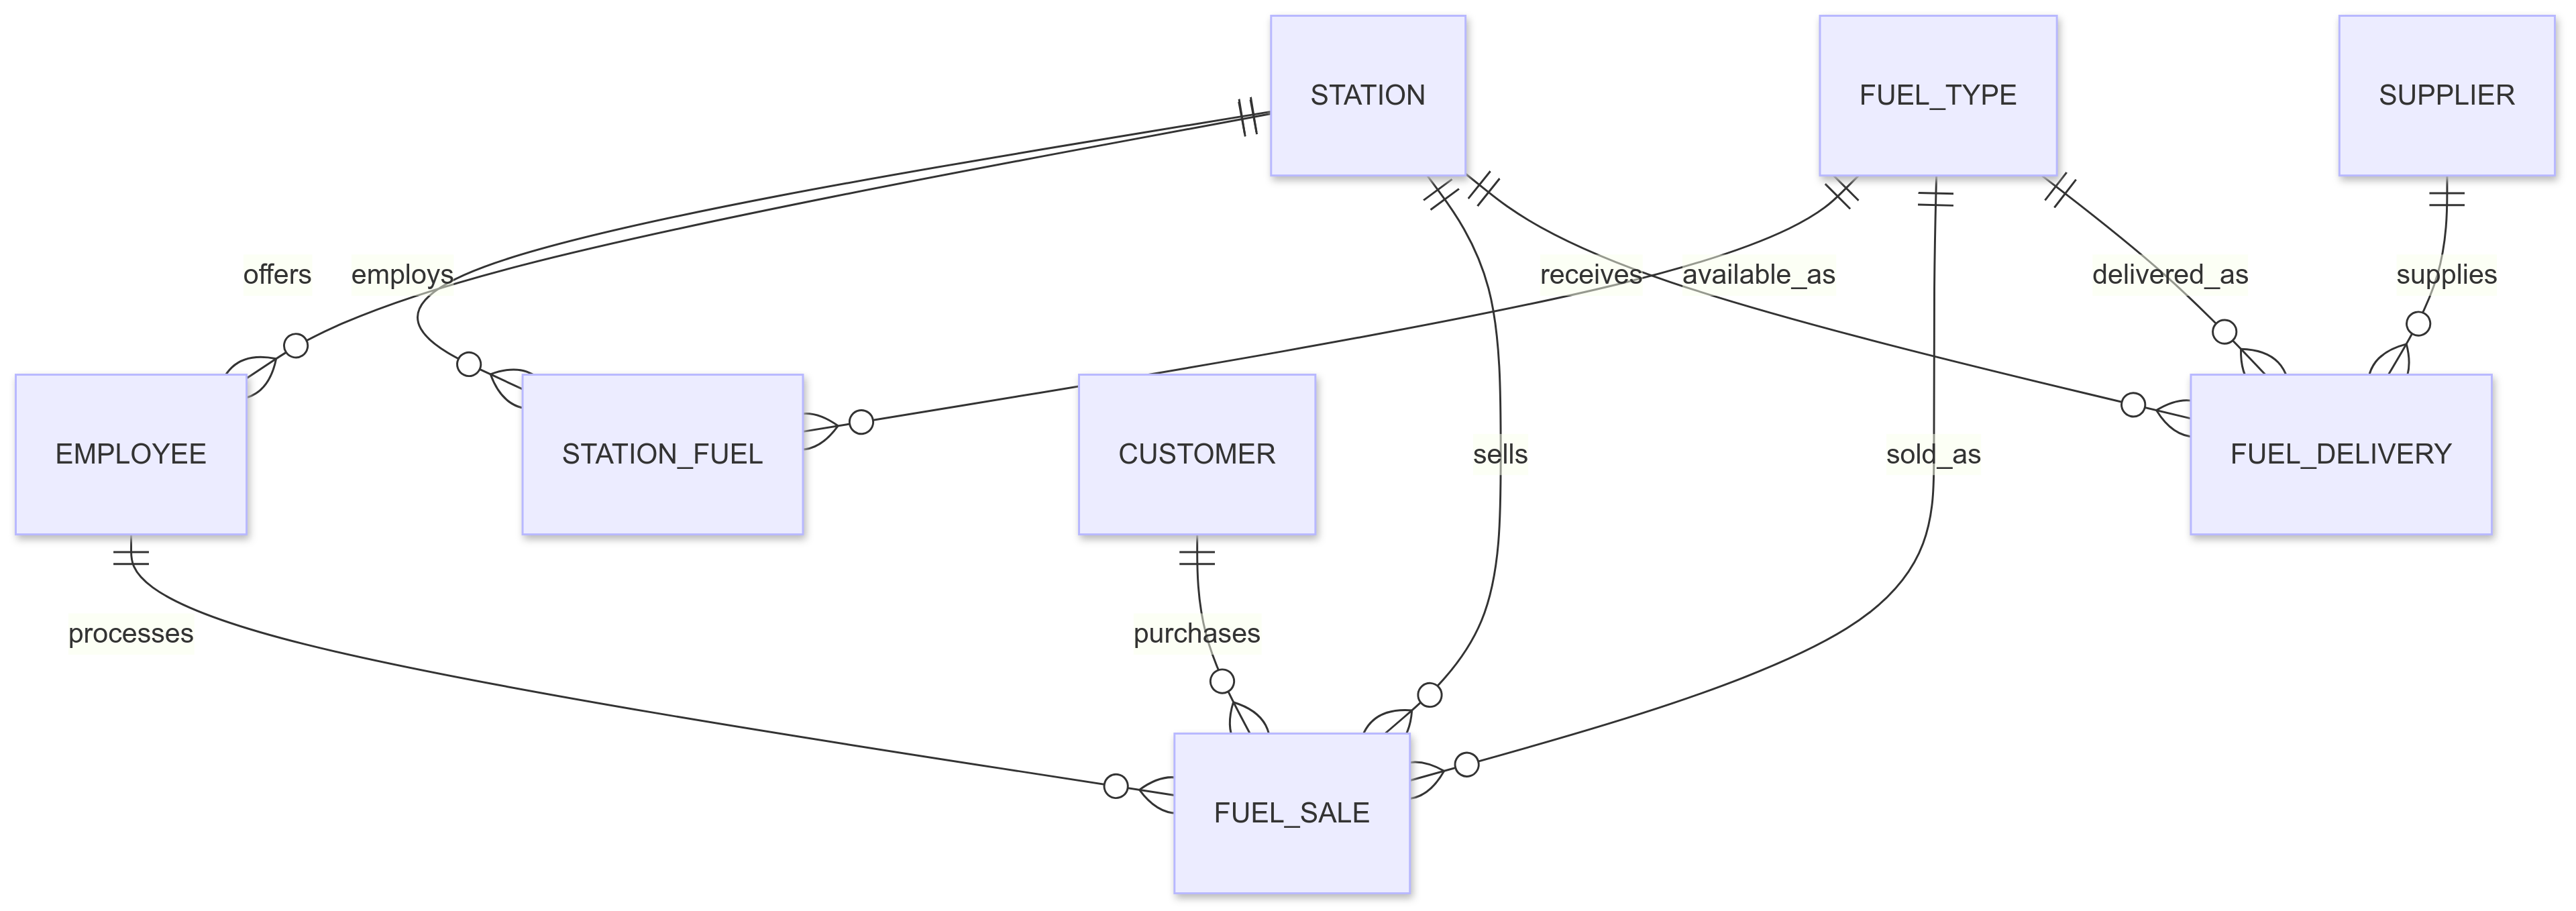 STATION
FUEL_TYPE
SUPPLIER
offers
employs
receives
available_as
delivered_as
supplies
EMPLOYEE
STATION_FUEL
CUSTOMER
sells
sold_as
FUEL_DELIVERY
processes
purchases
FUEL_SALE